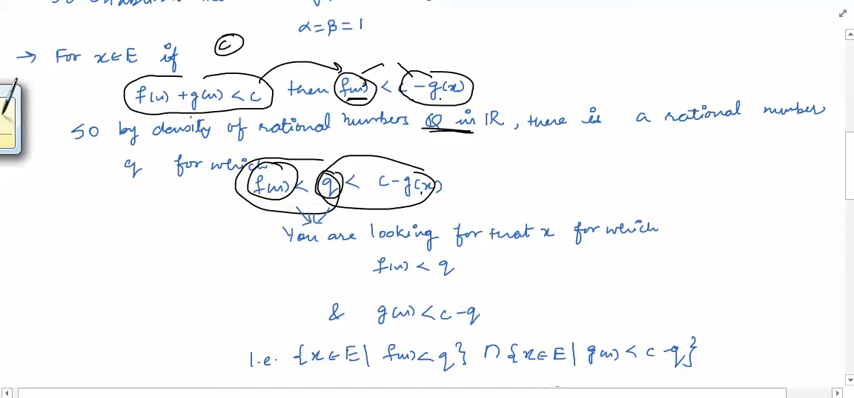 α = β = 1
→ For x∈E if c
f(x) + g(x) < c then f(x) < c - g(x)
so by density of rational numbers ℚ in ℝ, there is a rational number
q for which
f(x) < q < c - g(x)
You are looking for that x for which
f(x) < q
& g(x) < c - q
I.e. {x∈E | f(x) < q} ∩ {x∈E | g(x) < c - q}